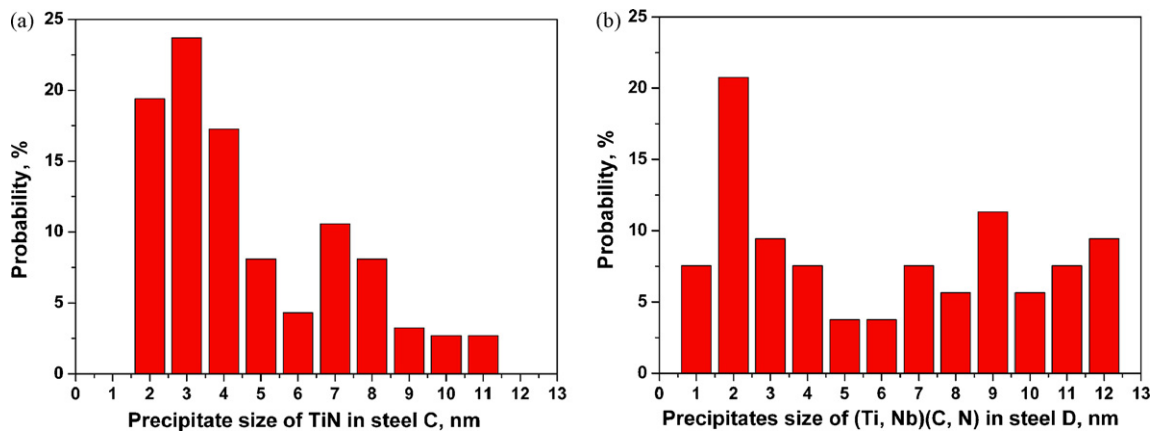 (a)
25
20
15
10
5
0
Probability, %
0 1 2 3 4 5 6 7 8 9 10 11 12 13
Precipitate size of TiN in steel C, nm
(b)
25
20
15
10
5
0
Probability, %
0 1 2 3 4 5 6 7 8 9 10 11 12 13
Precipitates size of (Ti, Nb)(C, N) in steel D, nm